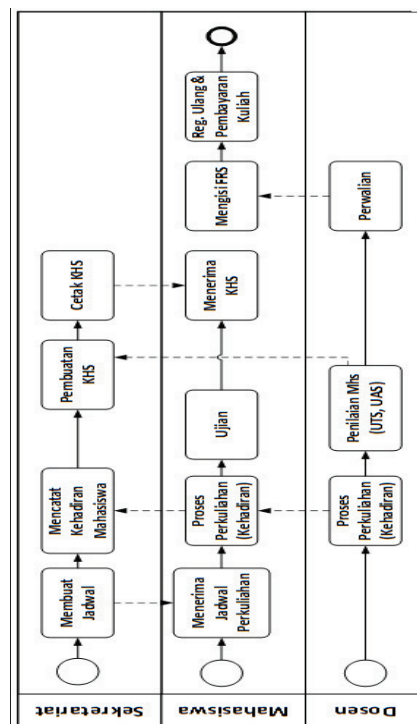 Sekretariat
Membuat
Jadwal
Mencatat
Kehadiran
Mahasiswa
Pembuatan
KHS
Cetak KHS
Mahasiswa
Menerima
Jadwal
Perkuliahan
Proses
Perkuliahan
(Kehadiran)
Ujian
Menerima
KHS
Mengisi FRS
Reg. Ulang &
Pembayaran
Kuliah
Dosen
Proses
Perkuliahan
(Kehadiran)
Penilaian Mhs
(UTS, UAS)
Perwalian